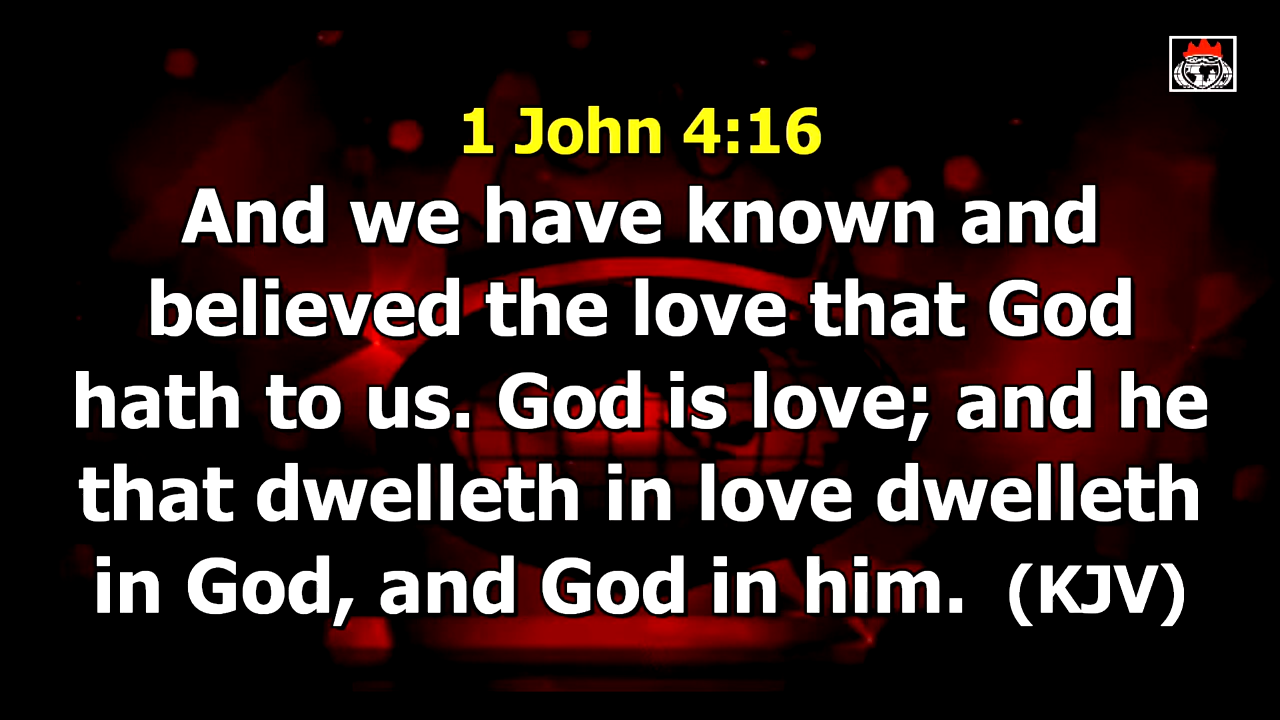 1 John 4:16
And we have known and
believed the love that God
hath to us. God is love; and he
that dwelleth in love dwelleth
in God, and God in him.  (KJV)